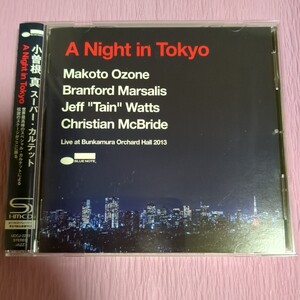 小曽根 真 スーパー・カルテット
A Night in Tokyo
SHM-CD
A Night in Tokyo
Makoto Ozone
Branford Marsalis
Jeff "Tain" Watts
Christian McBride
BLUE NOTE
Live at Bunkamura Orchard Hall 2013